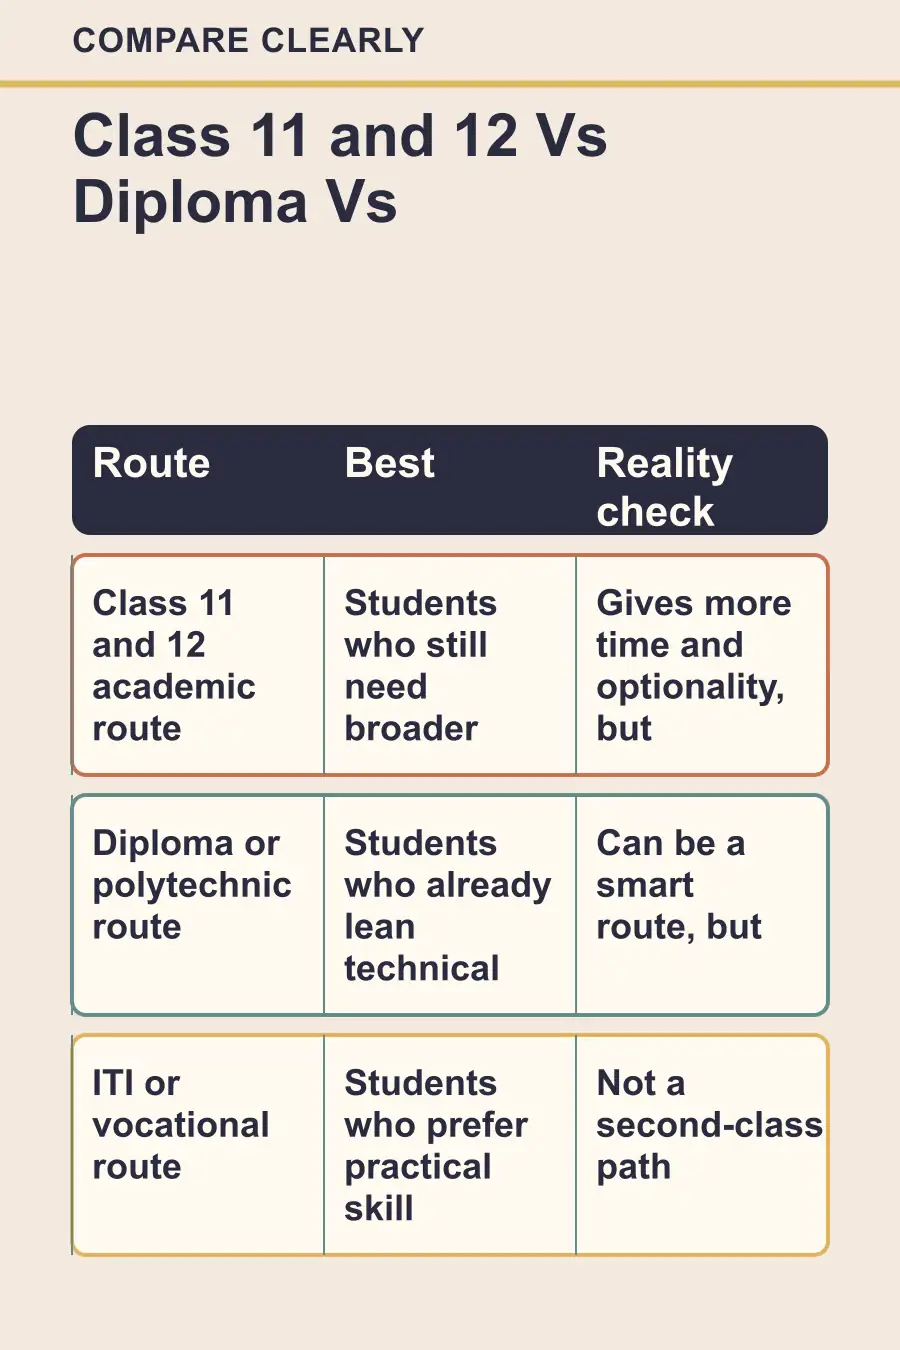 COMPARE CLEARLY
Class 11 and 12 Vs
Diploma Vs
Route
Best
Reality
check
Class 11
and 12
academic
route
Students
who still
need
broader
Gives more
time and
optionality,
but
Diploma or
polytechnic
route
Students
who already
lean
technical
Can be a
smart
route, but
ITI or
vocational
route
Students
who prefer
practical
skill
Not a
second-class
path